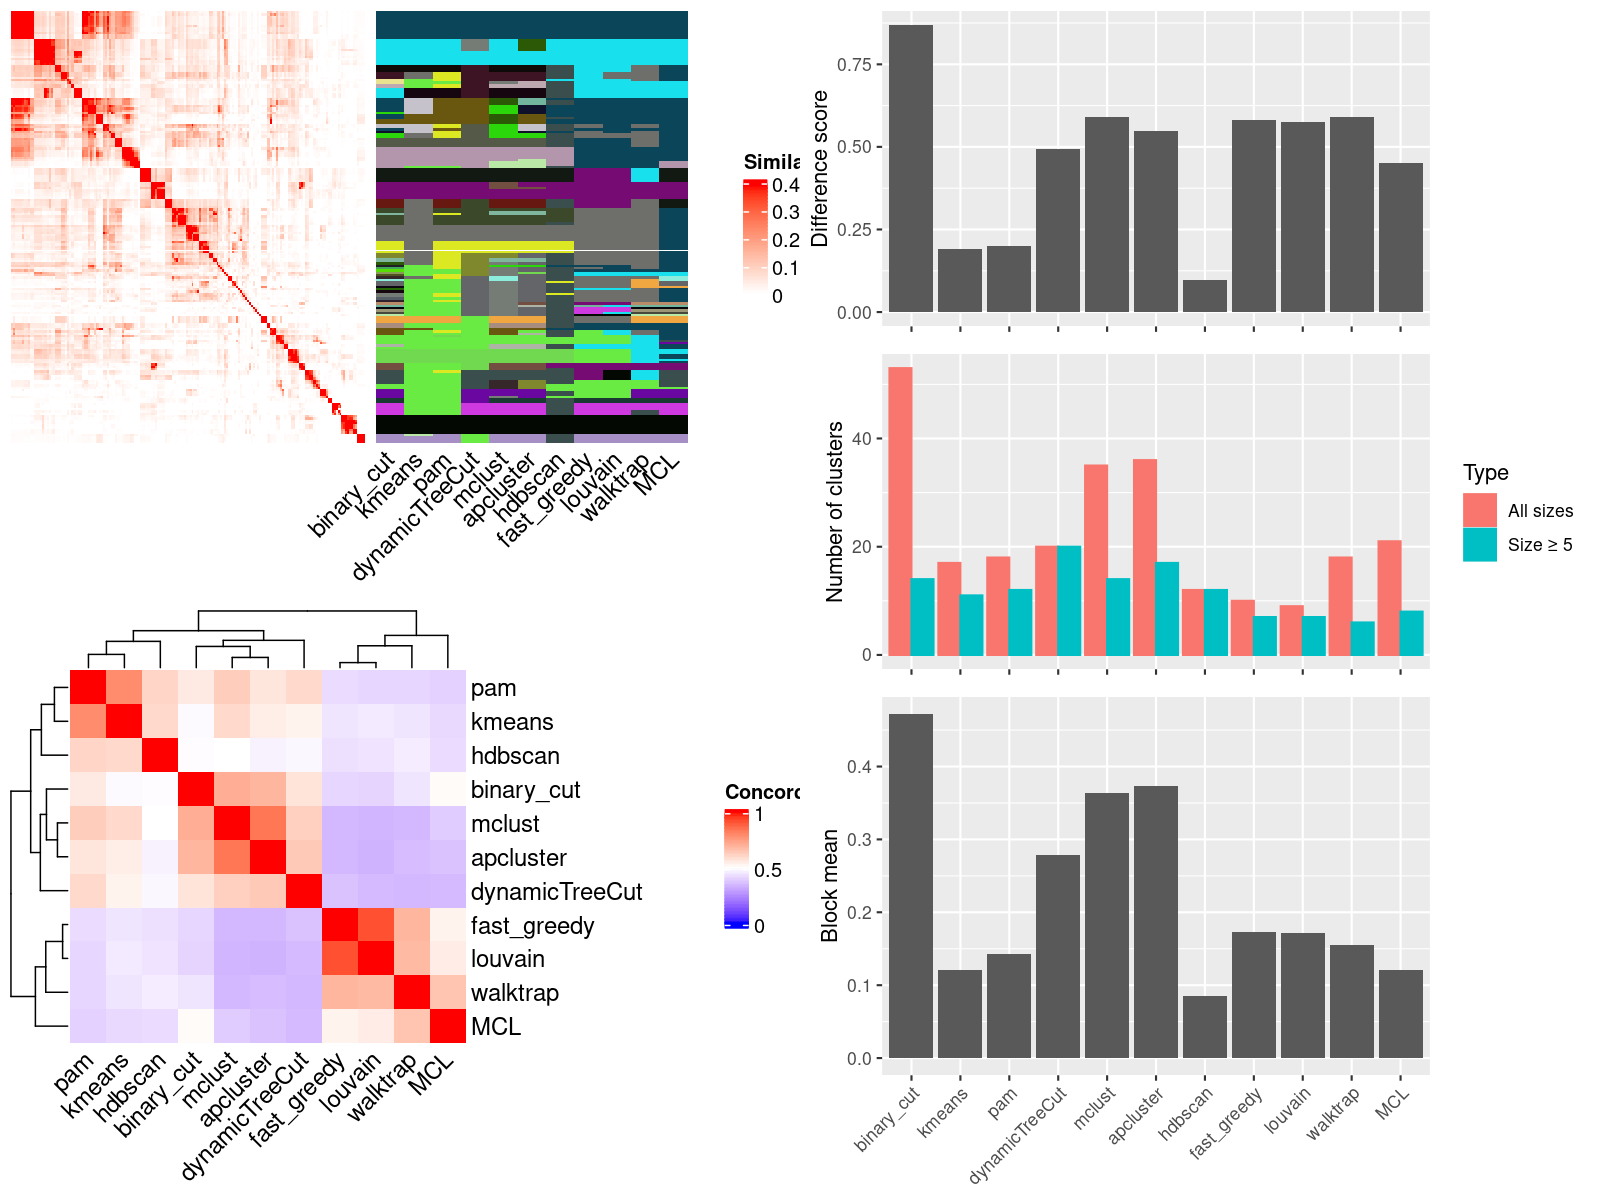 Simila
0.4
0.3
0.2
0.1
0
binary_cut
kmeans
pam
dynamicTreeCut
mclust
apcluster
hdbscan
fast_greedy
louvain
walktrap
MCL
Difference score
0.75
0.50
0.25
0.00
Number of clusters
40
20
0
Type
All sizes
Size ≥ 5
pam
kmeans
hdbscan
binary_cut
mclust
apcluster
dynamicTreeCut
fast_greedy
louvain
walktrap
MCL
pam
kmeans
hdbscan
binary_cut
mclust
apcluster
dynamicTreeCut
fast_greedy
louvain
walktrap
MCL
Concord
1
0.5
0
Block mean
0.4
0.3
0.2
0.1
0.0
binary_cut
kmeans
pam
dynamicTreeCut
mclust
apcluster
hdbscan
fast_greedy
louvain
walktrap
MCL